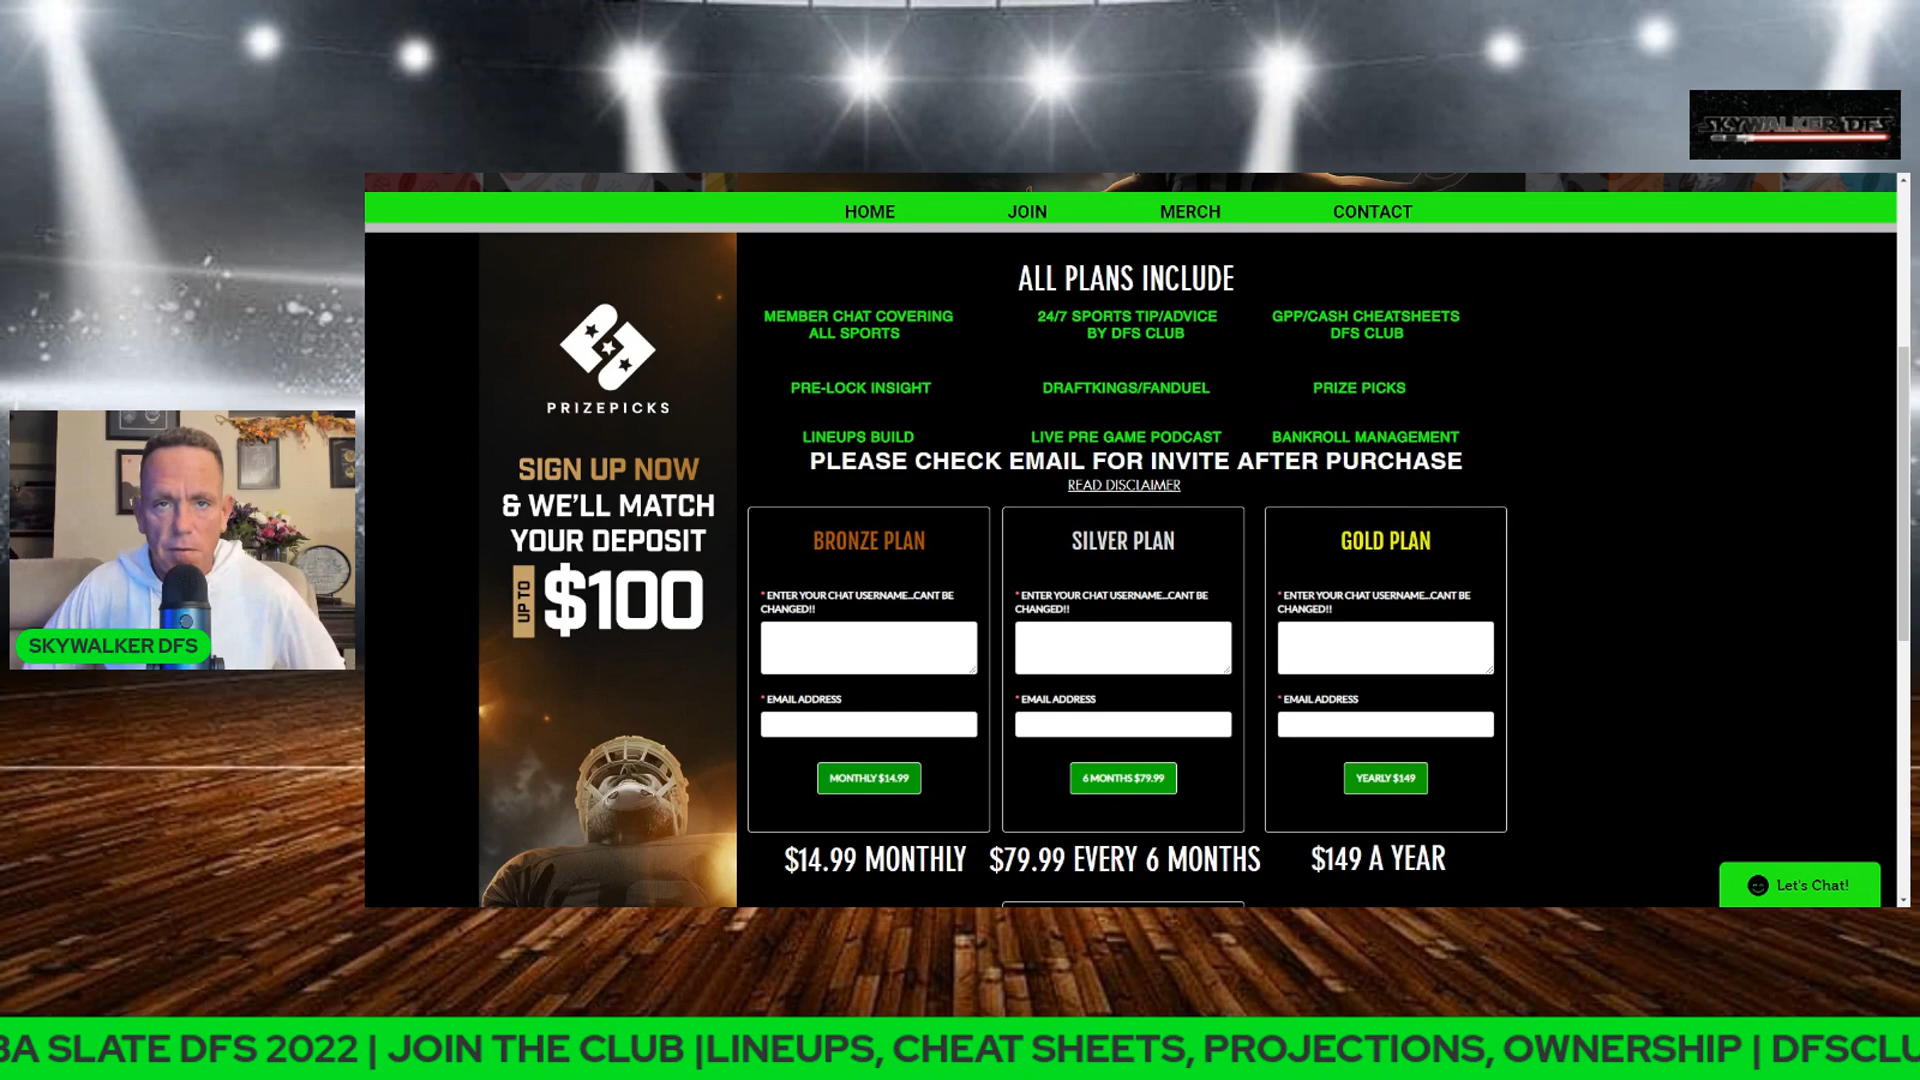 SKYWALKER DFS
HOME JOIN MERCH CONTACT
ALL PLANS INCLUDE
MEMBER CHAT COVERING
ALL SPORTS
24/7 SPORTS TIP/ADVICE
BY DFS CLUB
GPP/CASH CHEATSHEETS
DFS CLUB
PRE-LOCK INSIGHT
DRAFTKINGS/FANDUEL
PRIZE PICKS
LINEUPS BUILD
LIVE PRE GAME PODCAST
BANKROLL MANAGEMENT
PLEASE CHECK EMAIL FOR INVITE AFTER PURCHASE
READ DISCLAIMER
PRIZEPICKS
SIGN UP NOW
& WE'LL MATCH
YOUR DEPOSIT
UP TO $100
BRONZE PLAN
* ENTER YOUR CHAT USERNAME...CANT BE
CHANGED!!
* EMAIL ADDRESS
MONTHLY $14.99
$14.99 MONTHLY
SILVER PLAN
* ENTER YOUR CHAT USERNAME...CANT BE
CHANGED!!
* EMAIL ADDRESS
6 MONTHS $79.99
$79.99 EVERY 6 MONTHS
GOLD PLAN
* ENTER YOUR CHAT USERNAME...CANT BE
CHANGED!!
* EMAIL ADDRESS
YEARLY $149
$149 A YEAR
Let's Chat!
SKYWALKER DFS
BA SLATE DFS 2022 | JOIN THE CLUB |LINEUPS, CHEAT SHEETS, PROJECTIONS, OWNERSHIP | DFSCLU